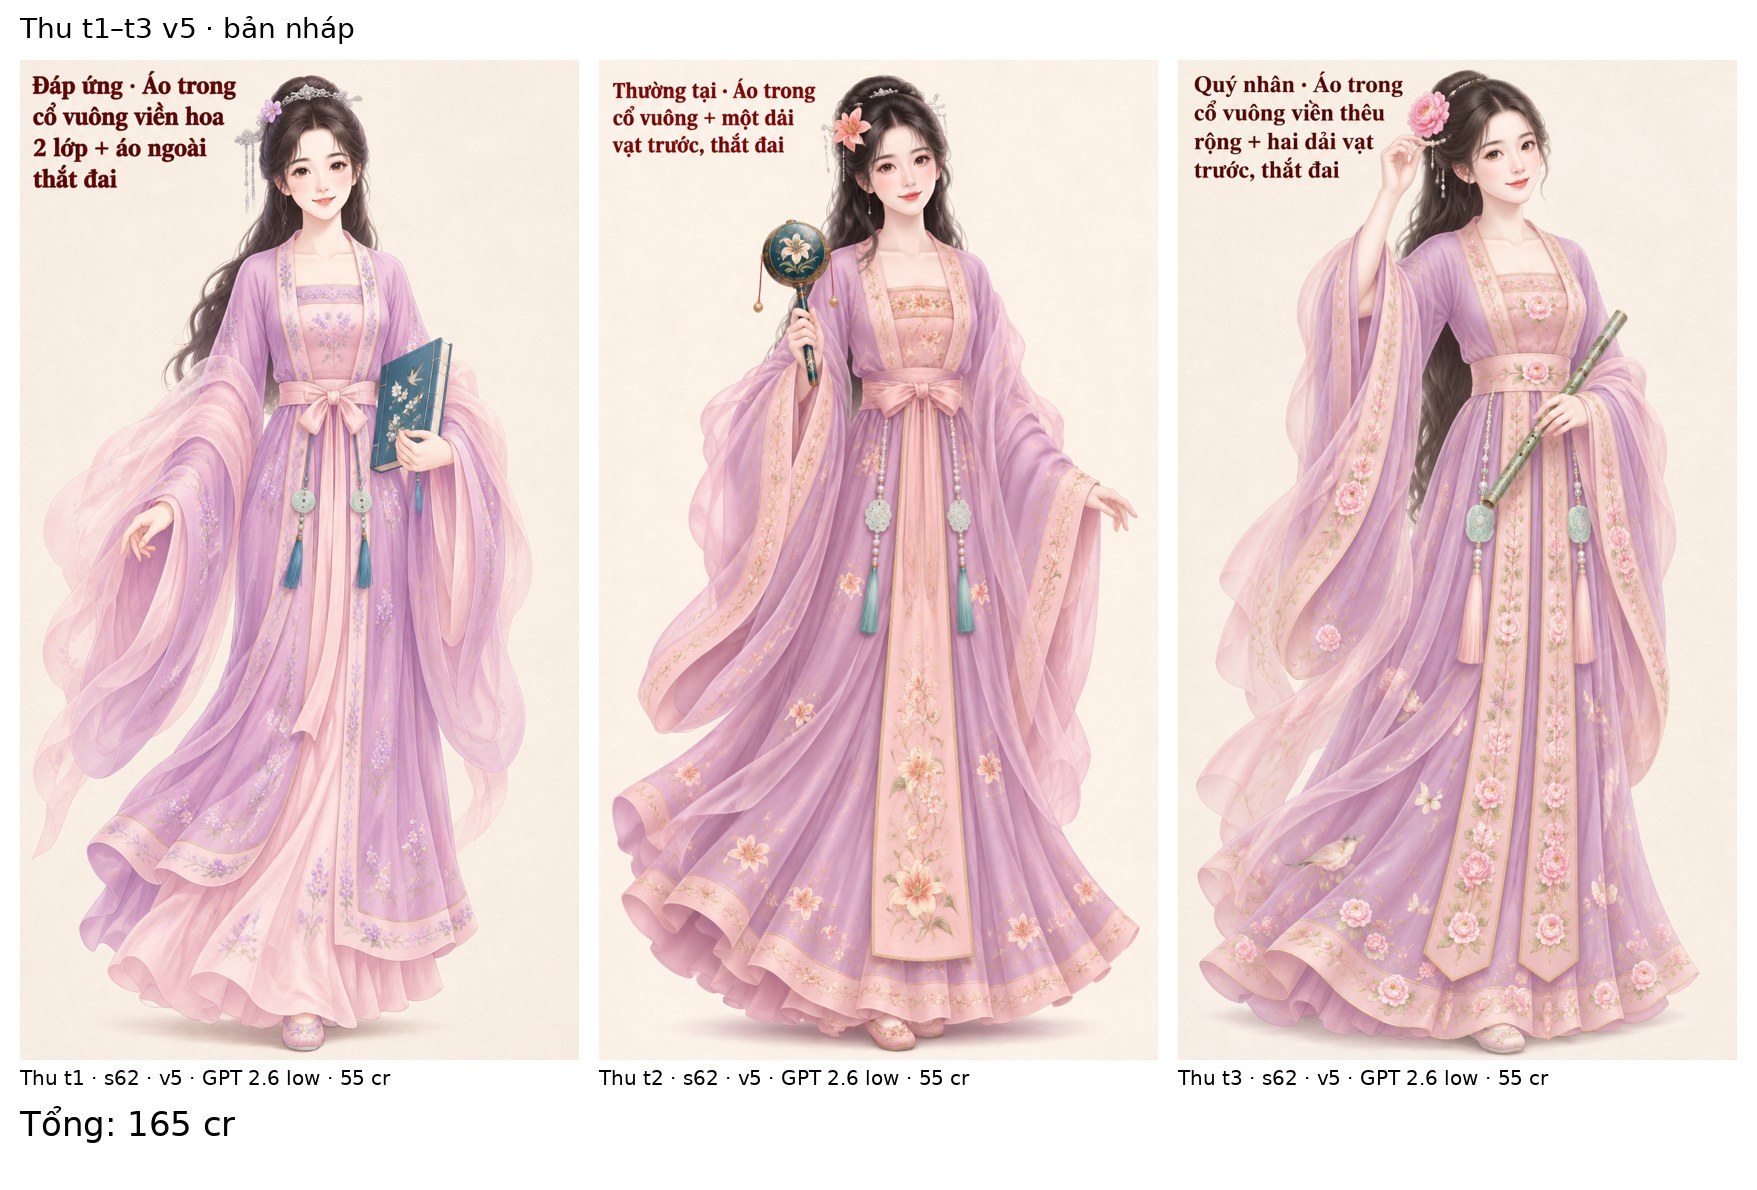 Thu t1–t3 v5 · bản nháp
Đáp ứng · Áo trong
cổ vuông viền hoa
2 lớp + áo ngoài
thắt đai
Thường tại · Áo trong
cổ vuông + một dải
vạt trước, thắt đai
Quý nhân · Áo trong
cổ vuông viền thêu
rộng + hai dải vạt
trước, thắt đai
Thu t1 · s62 · v5 · GPT 2.6 low · 55 cr
Thu t2 · s62 · v5 · GPT 2.6 low · 55 cr
Thu t3 · s62 · v5 · GPT 2.6 low · 55 cr
Tổng: 165 cr